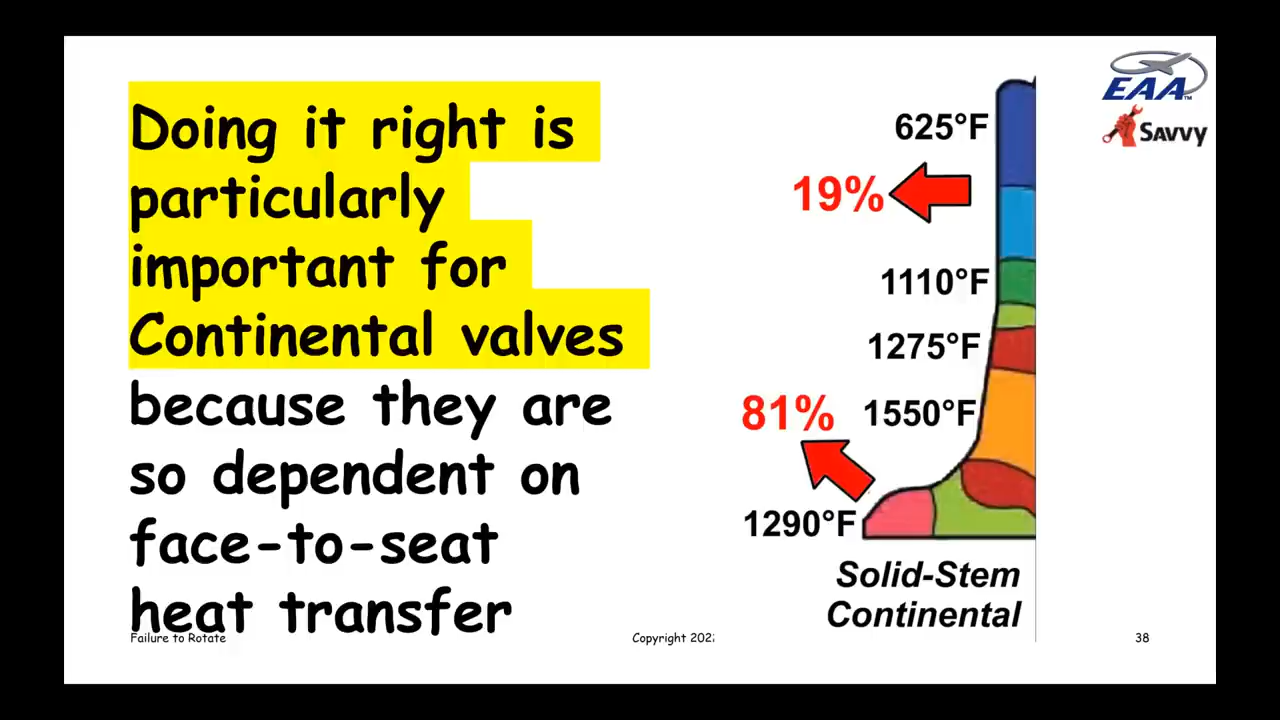 Doing it right is
particularly
important for
Continental valves
because they are
so dependent on
face-to-seat
heat transfer
625°F
19%
1110°F
1275°F
81%
1550°F
1290°F
Solid-Stem
Continental
EAA
SAVVY
Failure to Rotate
Copyright
38